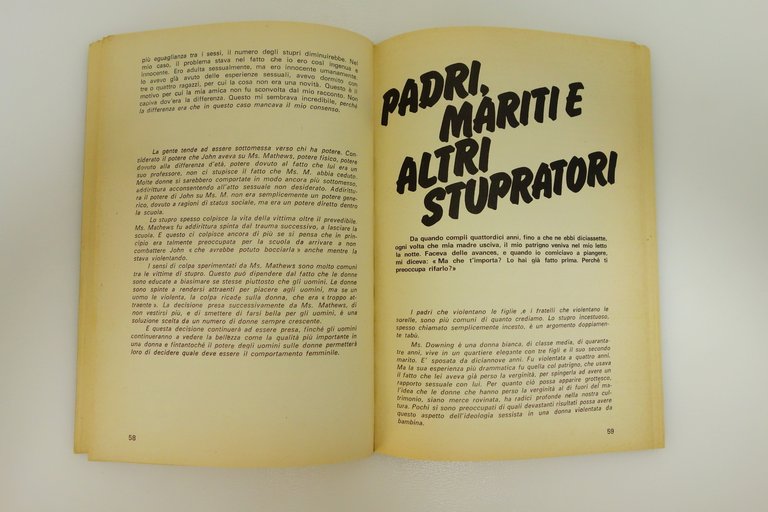 più eguaglianza tra i sessi, il numero degli stupri diminuirebbe. Nel
mio caso, il problema stava nel fatto che io ero così ingenua e
innocente. Ero adulta sessualmente, ma ero innocente umanamente.
Io avevo già avuto delle esperienze sessuali, avevo dormito con
tre o quattro ragazzi, per cui la cosa non era una novità. Questo è il
motivo per cui la mia amica non fu sconvolta dal mio racconto. Non
capiva dov'era la differenza. Questo mi sembrava incredibile, perché
la differenza era che in questo caso mancava il mio consenso.
La gente tende ad essere sottomessa verso chi ha potere. Con-
siderato il potere che John aveva su Ms. Mathews, potere fisico, potere
dovuto alla differenza d'età, potere dovuto al fatto che lui era un
suo professore, non ci stupisce il fatto che Ms. M. abbia ceduto.
Molte donne si sarebbero comportate in modo ancora più sottomesso,
addirittura acconsentendo all'atto sessuale non desiderato. Addirittu-
ra il potere di John su Ms. M. non era semplicemente un potere gene-
rico, dovuto a ragioni di status sociale, ma era un potere diretto dentro
la scuola.
Lo stupro spesso colpisce la vita della vittima oltre il prevedibile.
Ms. Mathews fu addirittura spinta dal trauma successivo, a lasciare la
scuola. E questo ci colpisce ancora di più se si pensa che in prin-
cipio era talmente preoccupata per la scuola da arrivare a non
combattere John « che avrebbe potuto bocciarla » anche mentre la
stava violentando.
I sensi di colpa sperimentati da Ms. Mathews sono molto comuni
tra le vittime di stupro. Questo può dipendere dal fatto che le donne
sono educate a biasimare se stesse piuttosto che gli uomini. Le donne
sono spinte a rendersi attraenti per piacere agli uomini, ma se un
uomo le violenta, la colpa ricade sulla donna, che era « troppo at-
traente ». La decisione presa successivamente da Ms. Mathews, di
non vestirsi più, e di smettere di farsi bella per gli uomini, è una
soluzione scelta da un numero di donne sempre crescente.
E questa decisione continuerà ad essere presa, finché gli uomini
continueranno a vedere la bellezza come la qualità più importante in
una donna e fintantoché il potere degli uomini sulle donne permetterà
loro di decidere quale deve essere il comportamento femminile.
58
PADRI,
MARITI E
ALTRI
STUPRATORI
Da quando compii quattordici anni, fino a che ne ebbi diciassette,
ogni volta che mia madre usciva, il mio patrigno veniva nel mio letto
la notte. Faceva delle avances, e quando io comiciavo a piangere,
mi diceva: « Ma che t'importa? Lo hai già fatto prima. Perché ti
preoccupa rifarlo?»
I padri che violentano le figlie ,e i fratelli che violentano le
sorelle, sono più comuni di quanto crediamo. Lo stupro incestuoso,
spesso chiamato semplicemente incesto, è un argomento doppiamen-
te tabù.
Ms. Downing è una donna bianca, di classe media, di quaranta-
tre anni, vive in un quartiere elegante con tre figli e il suo secondo
marito. E' sposata da diciannove anni. Fu violentata a quattro anni.
Ma la sua esperienza più drammatica fu quella col patrigno, che usava
il fatto che lei aveva già perso la verginità, per spingerla ad avere un
rapporto sessuale con lui. Per quanto ciò possa apparire grottesco,
l'idea che le donne che hanno perso la verginità al di fuori del ma-
trimonio, siano merce rovinata, ha radici profonde nella nostra cul-
tura. Pochi si sono preoccupati di quali devastanti risultati possa avere
questo aspetto dell'ideologia sessista in una donna violentata da
bambina.
59